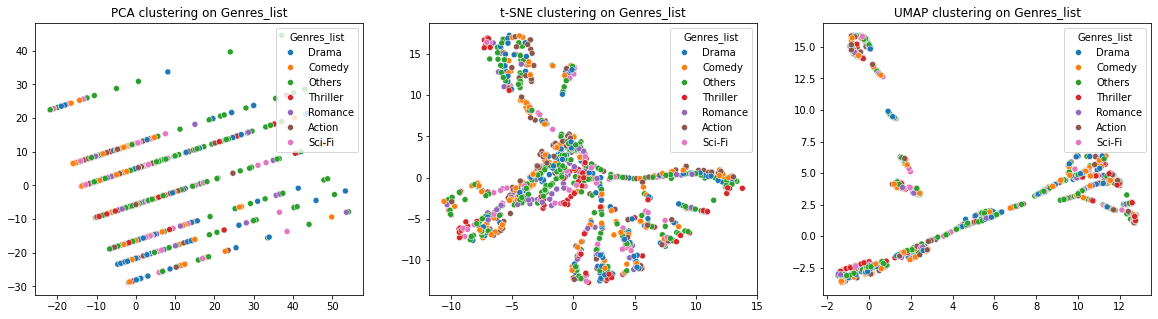 PCA clustering on Genres_list
40
30
20
10
0
−10
−20
−30
−20
−10
0
10
20
30
40
50
Genres_list
Drama
Comedy
Others
Thriller
Romance
Action
Sci-Fi
t-SNE clustering on Genres_list
15
10
5
0
−5
−10
−10
−5
0
5
10
15
Genres_list
Drama
Comedy
Others
Thriller
Romance
Action
Sci-Fi
UMAP clustering on Genres_list
15.0
12.5
10.0
7.5
5.0
2.5
0.0
−2.5
−2
0
2
4
6
8
10
12
Genres_list
Drama
Comedy
Others
Thriller
Romance
Action
Sci-Fi